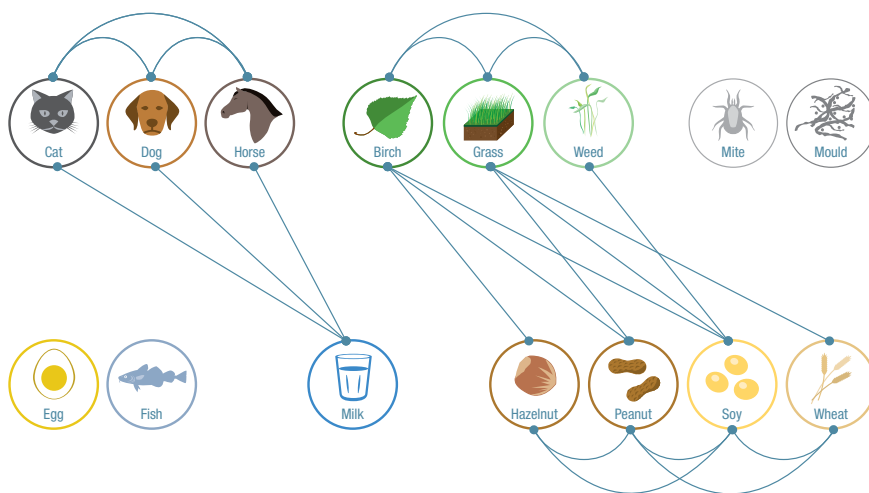 Cat
Dog
Horse
Birch
Grass
Weed
Mite
Mould
Egg
Fish
Milk
Hazelnut
Peanut
Soy
Wheat